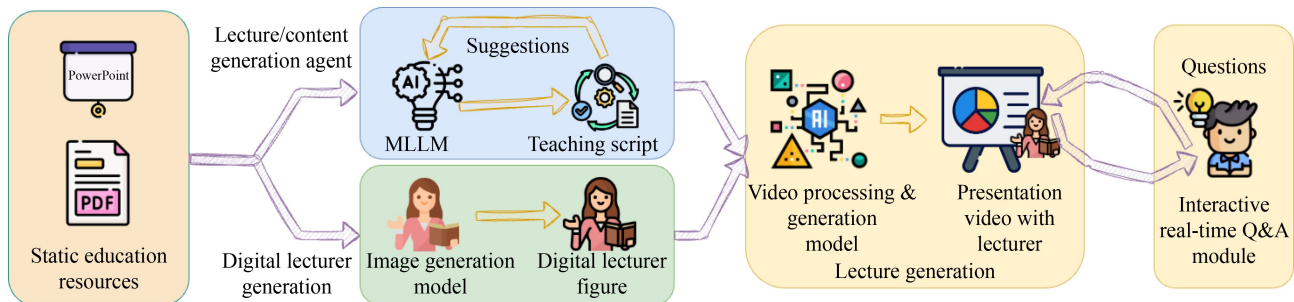 PowerPoint
PDF
Static education
resources
Lecture/content
generation agent
Digital lecturer
generation
Suggestions
AI
MLLM
Teaching script
Image generation
model
Digital lecturer
figure
AI
Video processing &
generation
model
Presentation
video with
lecturer
Lecture generation
Questions
Interactive
real-time Q&A
module